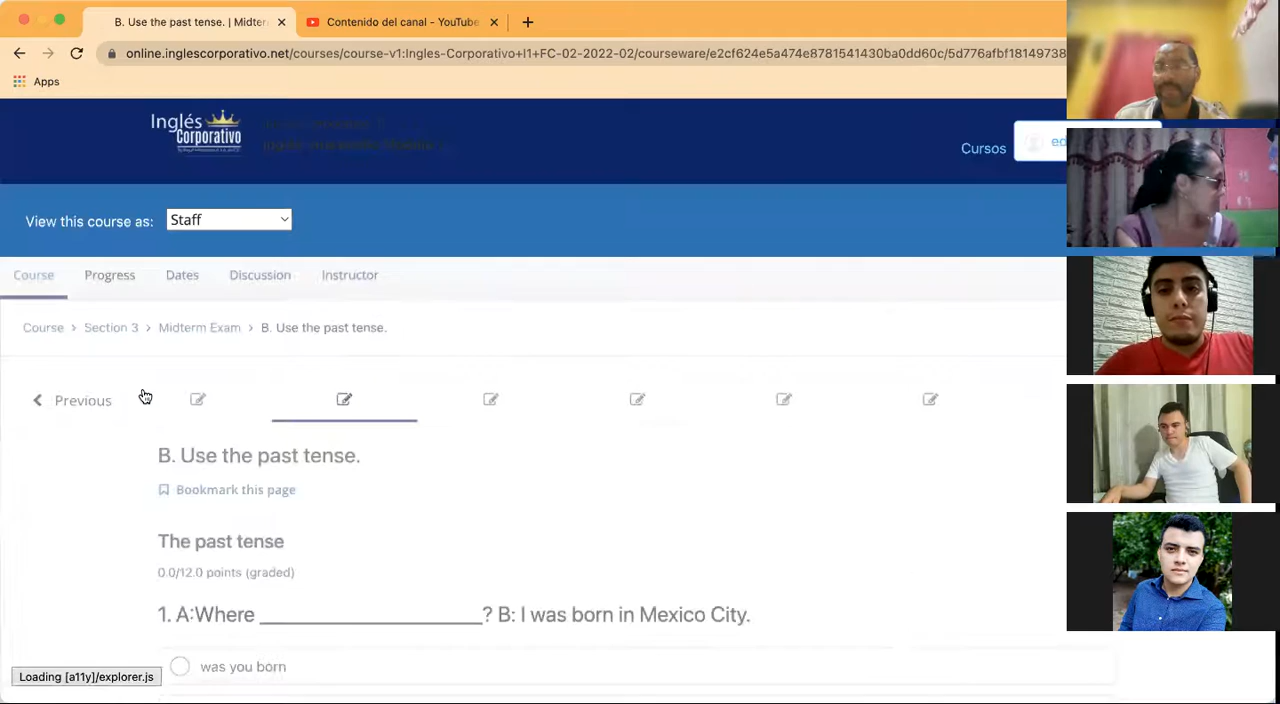 B. Use the past tense. | Midter
Contenido del canal - YouTube
online.inglescorporativo.net/courses/course-v1:Ingles-Corporativo+I1+FC-02-2022-02/courseware/e2cf624e5a474e8781541430ba0dd60c/5d776afbf18149738
Apps
Inglés
Corporativo
Cursos
ed
View this course as:
Staff
Course
Progress
Dates
Discussion
Instructor
Course > Section 3 > Midterm Exam > B. Use the past tense.
Previous
B. Use the past tense.
Bookmark this page
The past tense
0.0/12.0 points (graded)
1. A:Where ____________________? B: I was born in Mexico City.
was you born
Loading [a11y]/explorer.js